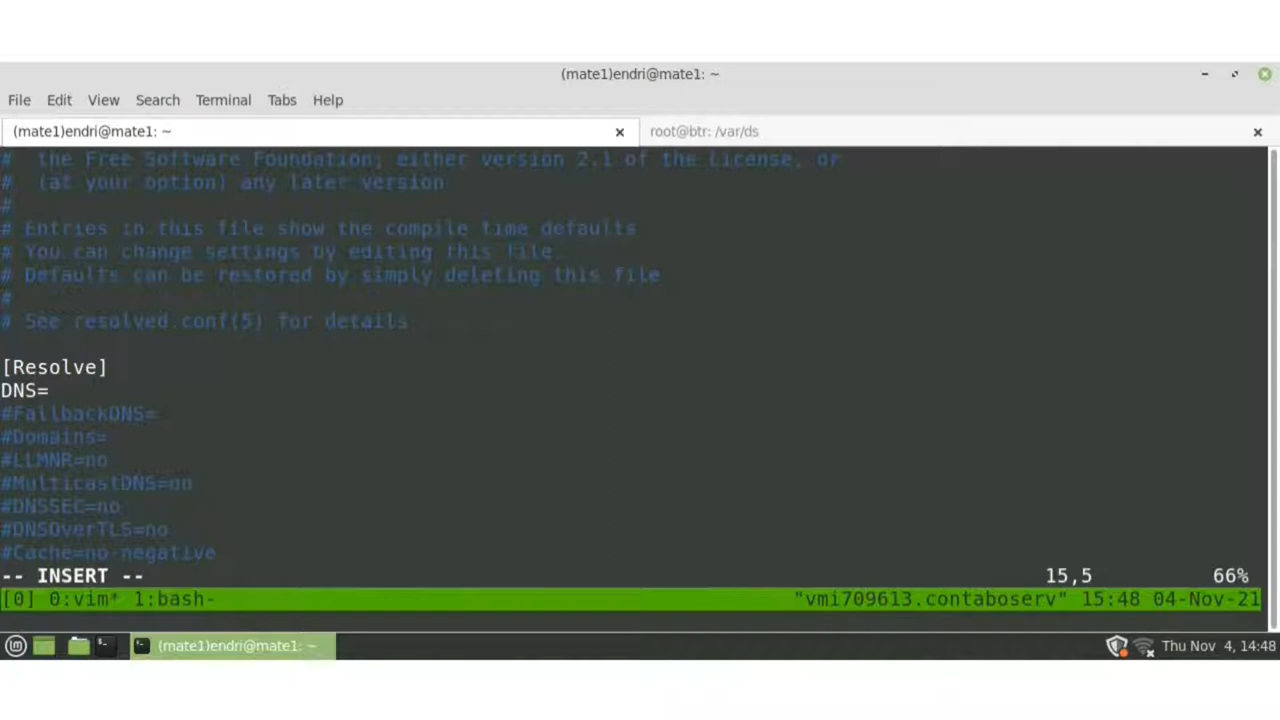 (mate1)endri@mate1: ~
File Edit View Search Terminal Tabs Help
(mate1)endri@mate1: ~ × root@btr: /var/ds ×
#  the Free Software Foundation; either version 2.1 of the License, or
#  (at your option) any later version
#
# Entries in this file show the compile time defaults
# You can change settings by editing this file.
# Defaults can be restored by simply deleting this file
#
# See resolved.conf(5) for details
[Resolve]
DNS=
#FallbackDNS=
#Domains=
#LLMNR=no
#MulticastDNS=no
#DNSSEC=no
#DNSOverTLS=no
#Cache=no-negative
-- INSERT -- 15,5 66%
[0] 0:vim* 1:bash- "vmi709613.contaboserv" 15:48 04-Nov-21
(mate1)endri@mate1: ~ Thu Nov 4, 14:48